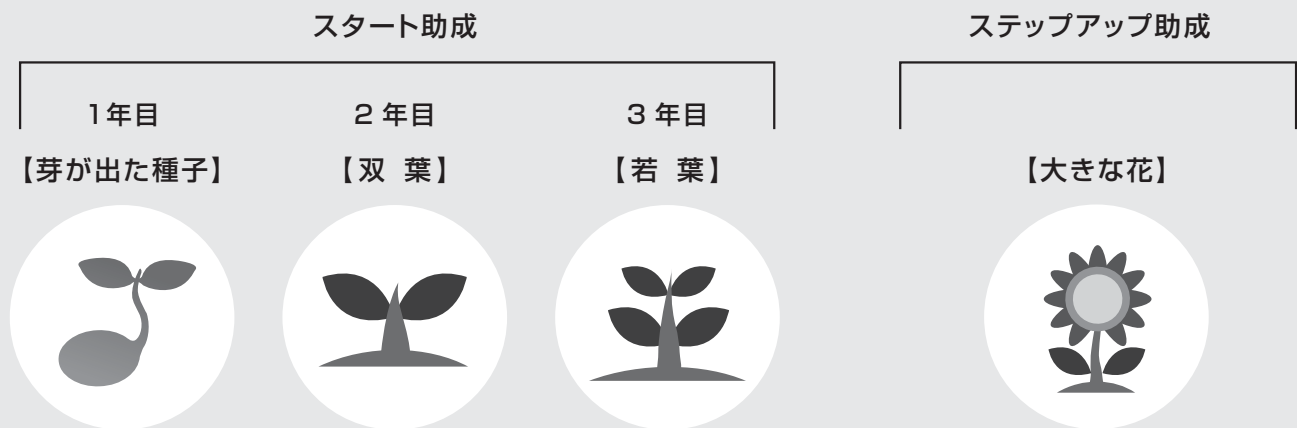 スタート助成
ステップアップ助成
1年目
2 年目
3 年目
【芽が出た種子】
【双 葉】
【若 葉】
【大きな花】